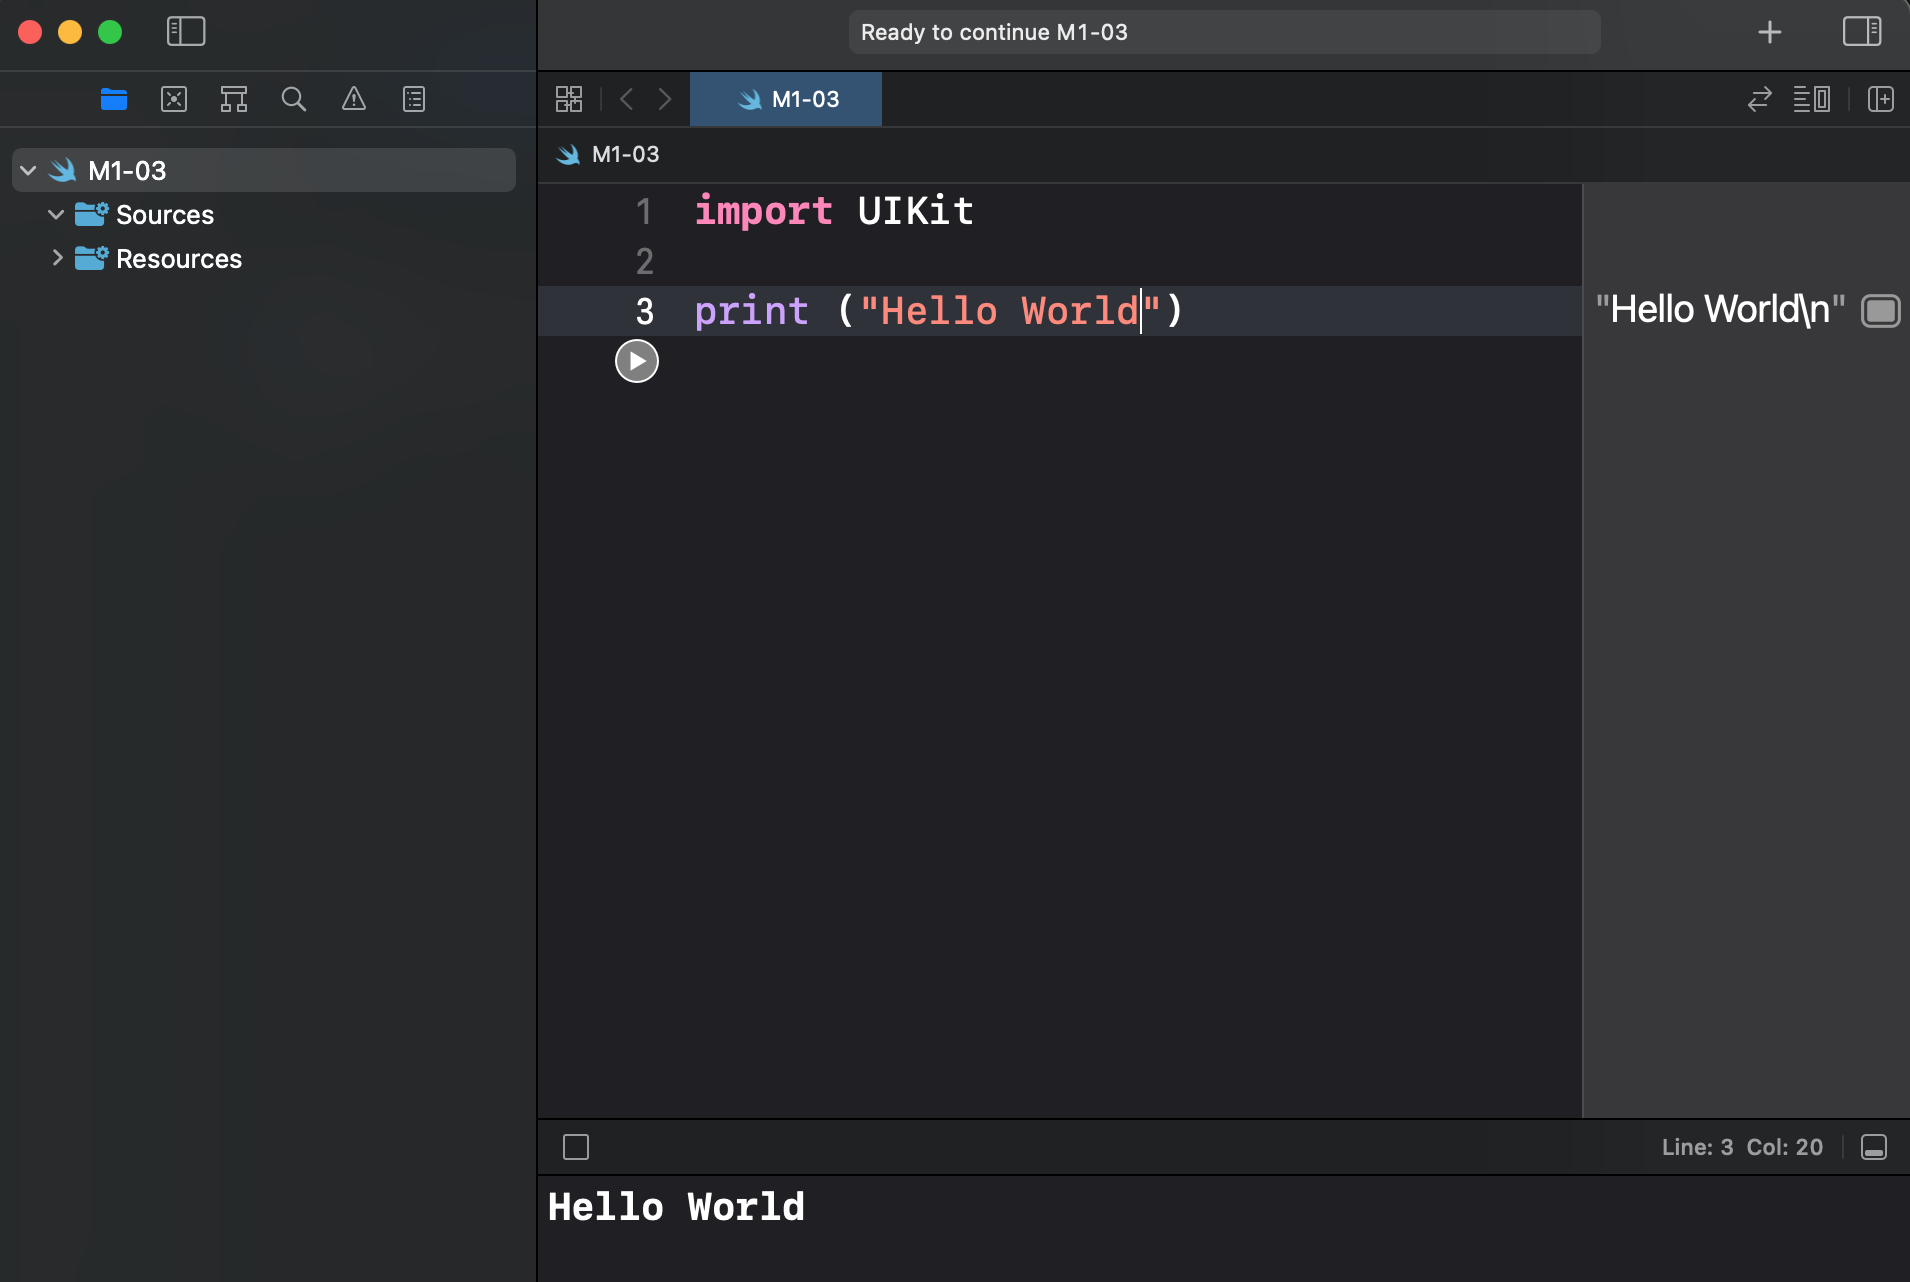 Ready to continue M1-03
M1-03
M1-03
M1-03
Sources
Resources
1 import UIKit
2
3 print ("Hello World")
"Hello World\n"
Line: 3 Col: 20
Hello World